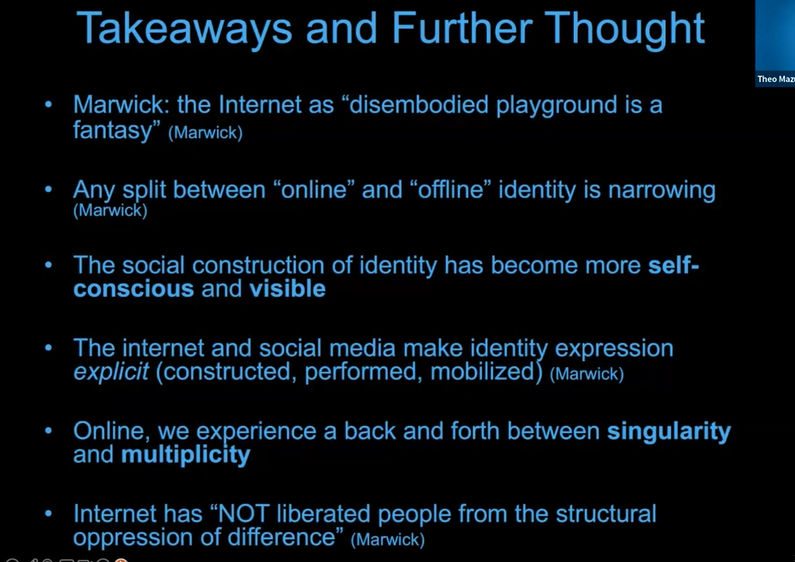 Takeaways and Further Thought
Theo Maz
• Marwick: the Internet as “disembodied playground is a
fantasy” (Marwick)
• Any split between “online” and “offline” identity is narrowing
(Marwick)
• The social construction of identity has become more self-
conscious and visible
• The internet and social media make identity expression
explicit (constructed, performed, mobilized) (Marwick)
• Online, we experience a back and forth between singularity
and multiplicity
• Internet has “NOT liberated people from the structural
oppression of difference” (Marwick)